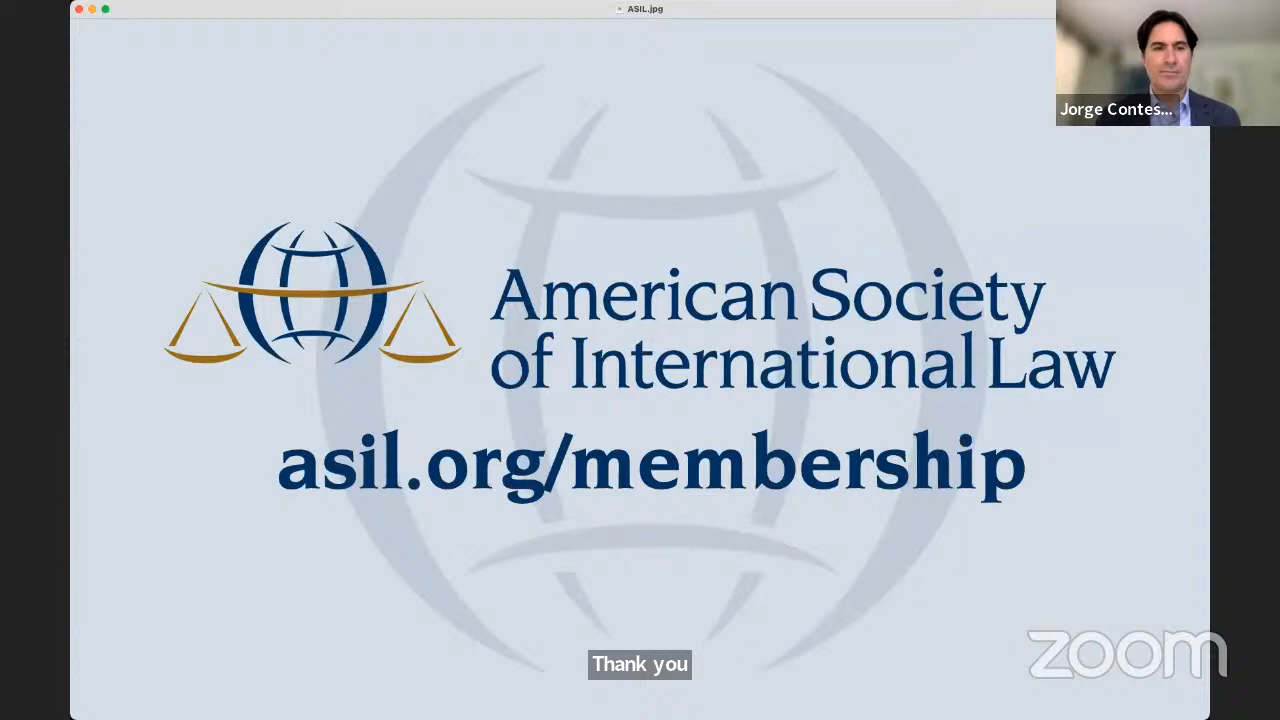 ASIL.jpg
Jorge Contes...
American Society
of International Law
asil.org/membership
Thank you
zoom